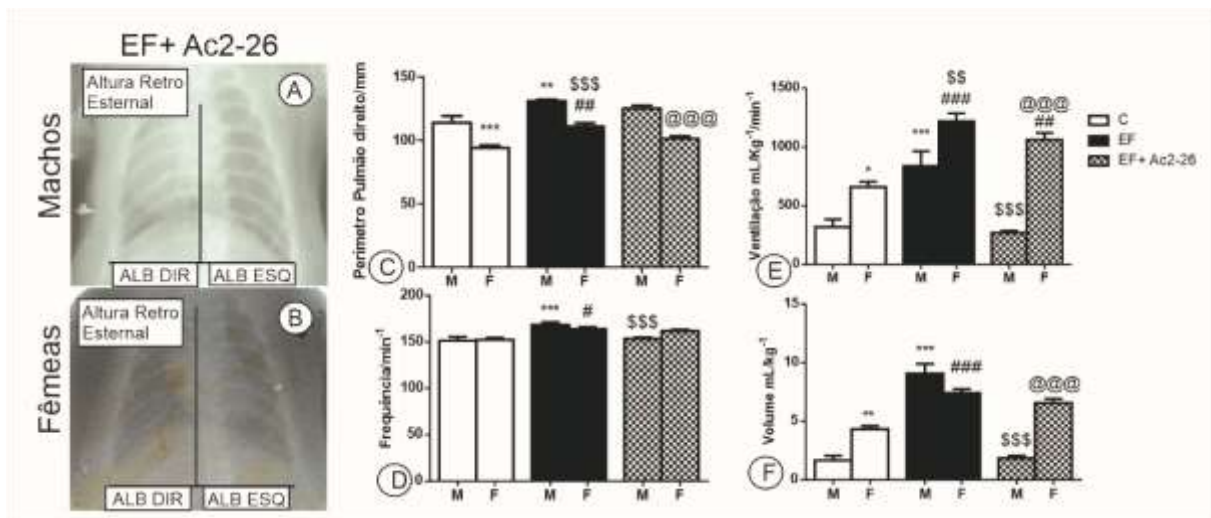 EF+ Ac2-26
Machos
Altura Retro
Esternal
A
ALB DIR
ALB ESQ
Fêmeas
Altura Retro
Esternal
B
ALB DIR
ALB ESQ
C
Perímetro Pulmão direito/mm
150
100
50
0
***
**
$$$
##
@@@
M F M F M F
D
Frequência/min⁻¹
200
150
100
50
0
***
#
$$$
M F M F M F
E
Ventilação mL/Kg⁻¹/min⁻¹
1500
1000
500
0
*
***
$$
###
$$$
@@@
##
M F M F M F
C
EF
EF+ Ac2-26
F
Volume mL/kg⁻¹
15
10
5
0
**
***
###
$$$
@@@
M F M F M F